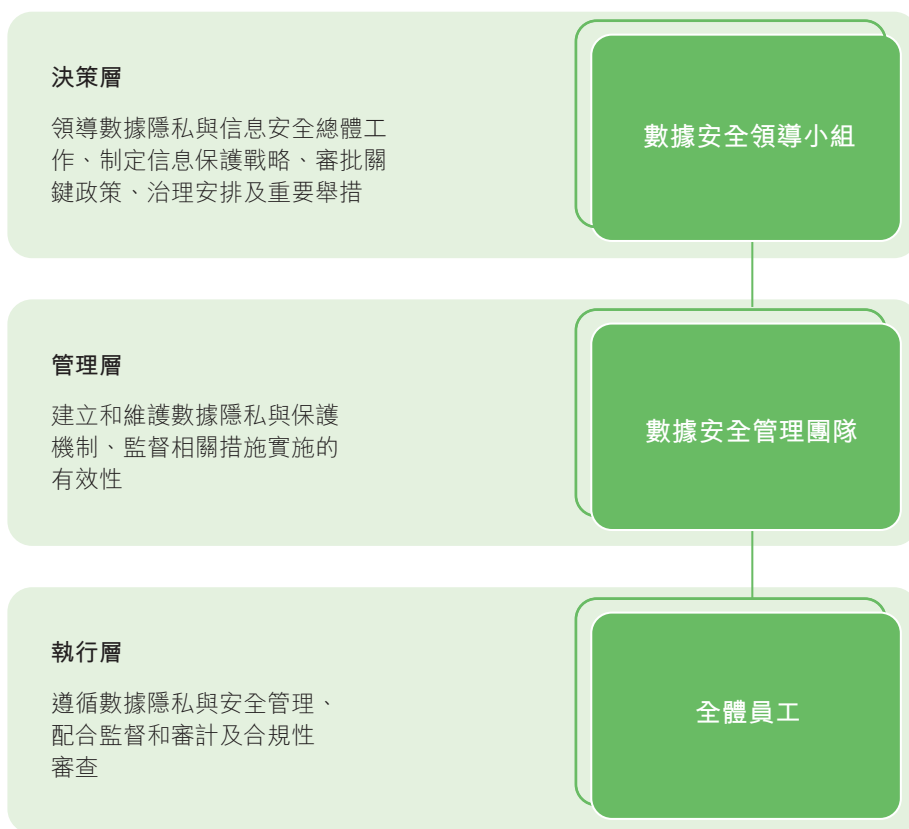 決策層
領導數據隱私與信息安全總體工
作、制定信息保護戰略、審批關
鍵政策、治理安排及重要舉措
數據安全領導小組
管理層
建立和維護數據隱私與保護
機制、監督相關措施實施的
有效性
數據安全管理團隊
執行層
遵循數據隱私與安全管理、
配合監督和審計及合規性
審查
全體員工